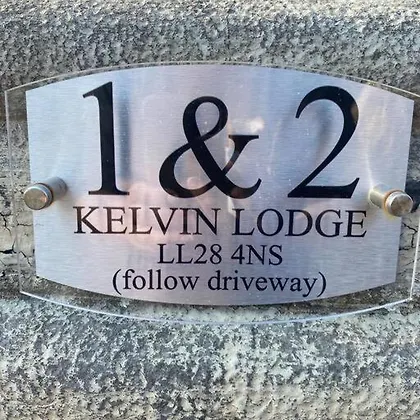 1 & 2
KELVIN LODGE
LL28 4NS
(follow driveway)